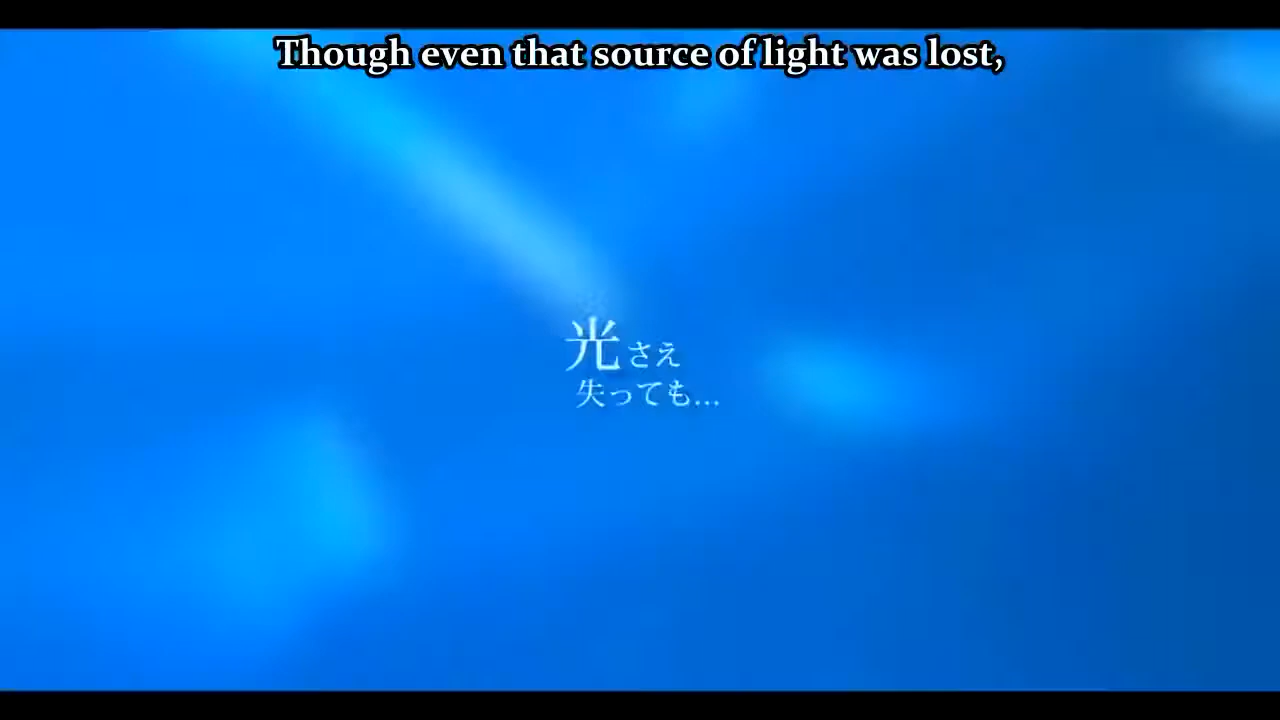 Though even that source of light was lost,
光さえ
失っても...